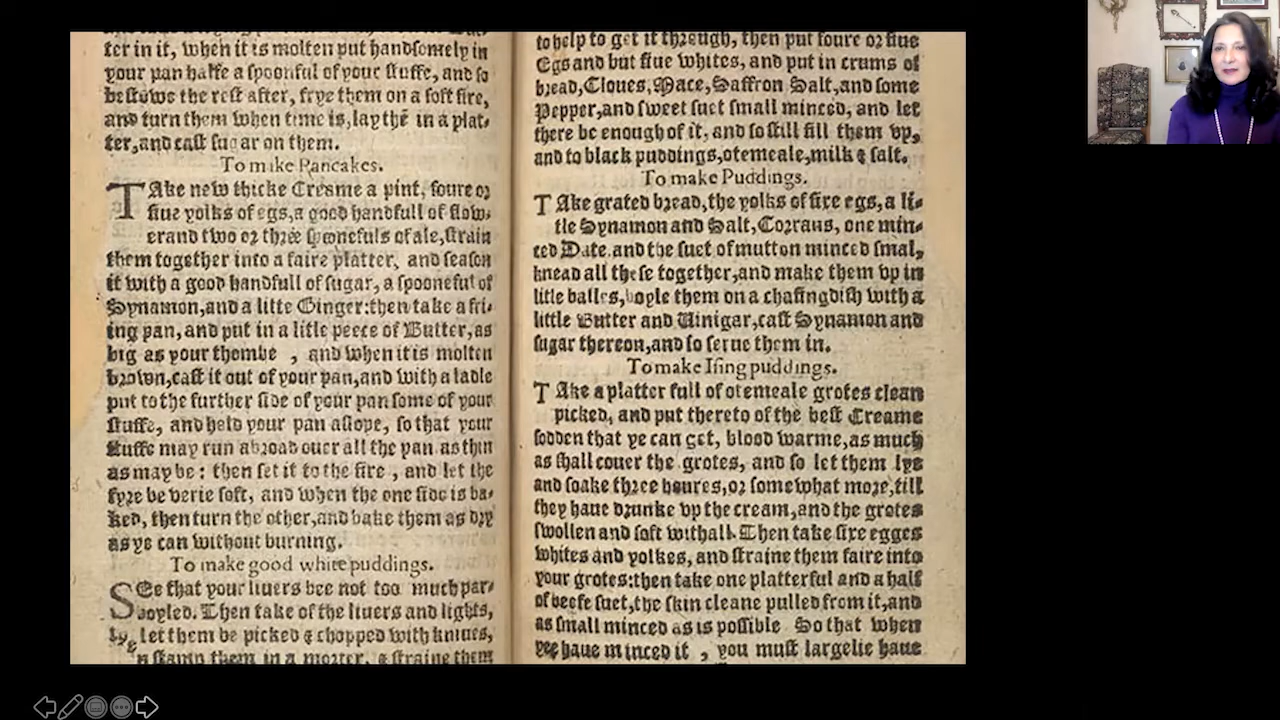 ter in it, when it is molten put handſomely in
your pan halfe a ſpoonful of your ſtuffe, and ſo
beſtowe the reſt after, frye them on a ſoft fire,
and turn them when time is, lay thē in a plat-
ter, and caſt ſugar on them.
To make Pancakes.
TAke new thicke Creame a pint, foure or
fiue yolks of egs, a good handfull of flow-
er and two or three ſponefuls of ale, ſtrain
them together into a faire platter, and ſeaſon
it with a good handfull of ſugar, a ſpooneful of
Synamon, and a litle Ginger: then take a fri-
ing pan, and put in a litle peece of Butter, as
big as your thombe , and when it is molten
brown, caſt it out of your pan, and with a ladle
put to the further ſide of your pan ſome of your
ſtuffe, and hold your pan aſlope, ſo that your
ſtuffe may run abroad ouer all the pan as thin
as may be: then ſet it to the fire , and let the
fyre be verie ſoft, and when the one ſide is ba-
ked, then turn the other, and bake them as dry
as ye can without burning.
To make good white puddings.
SEe that your liuers bee not too much par-
boyled. Then take of the liuers and lights,
let them be picked & chopped with kniues,
ſtamp them in a morter, & ſtraine them
to help to get it through, then put foure or fiue
Egs and but fiue whites, and put in crums of
bread, Cloues, Mace, Saffron Salt, and ſome
Pepper, and ſweet ſuet ſmall minced, and let
there be enough of it, and ſo ſtill fill them vp,
and to black puddings, otemeale, milk & ſalt.
To make Puddings.
TAke grated bread, the yolks of ſixe egs, a li-
tle Synamon and Salt, Corrans, one min-
ced Date and the ſuet of mutton minced ſmal,
knead all theſe together, and make them vp in
litle balles, boyle them on a chafingdiſh with a
little Butter and Uinigar, caſt Synamon and
ſugar thereon, and ſo ſerue them in.
To make Iſing puddings.
TAke a platter full of otemeale grotes clean
picked, and put thereto of the beſt Creame
ſodden that ye can get, blood warme, as much
as ſhall couer the grotes, and ſo let them lye
and ſoake three houres, or ſomewhat more, till
they haue drunke vp the cream, and the grotes
ſwollen and ſoft withall. Then take ſixe egges
whites and yolkes, and ſtraine them faire into
your grotes: then take one platterful and a half
of beefe ſuet, the ſkin cleane pulled from it, and
as ſmall minced as is poſſible So that when
yee haue minced it , you muſt largelie haue